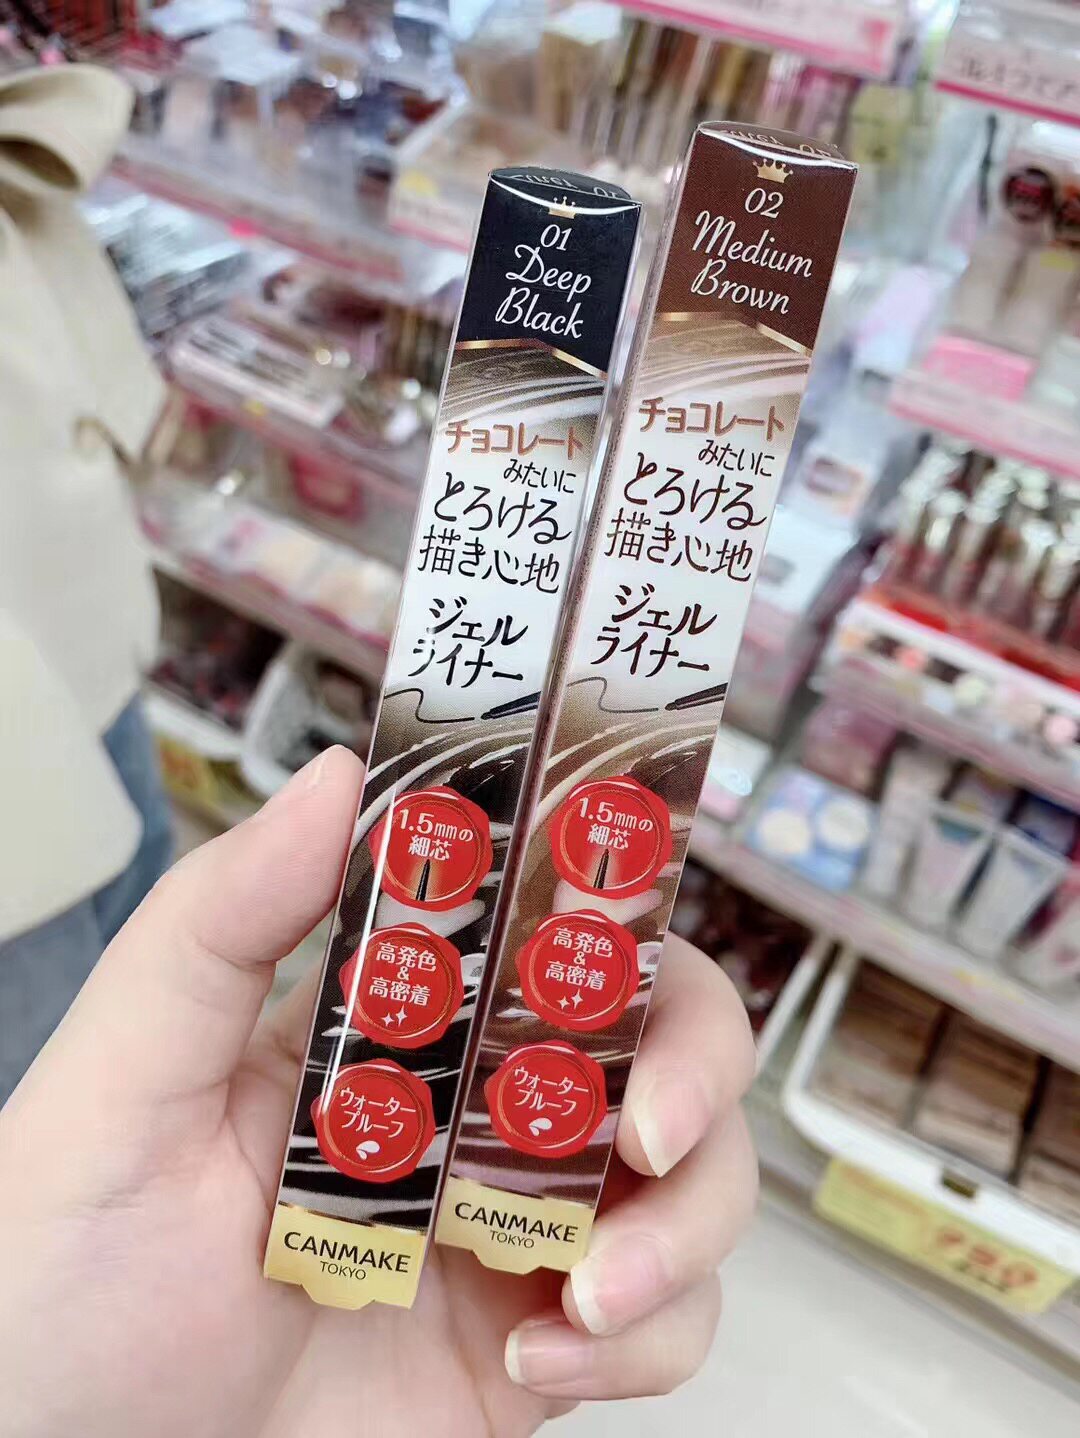 01
Deep
Black
チョコレート
みたいに
とろける
描き心地
ジェル
ライナー
1.5mmの
細芯
高発色
&
高密着
ウォーター
プルーフ
CANMAKE
TOKYO
02
Medium
Brown
チョコレート
みたいに
とろける
描き心地
ジェル
ライナー
1.5mmの
細芯
高発色
&
高密着
ウォーター
プルーフ
CANMAKE
TOKYO